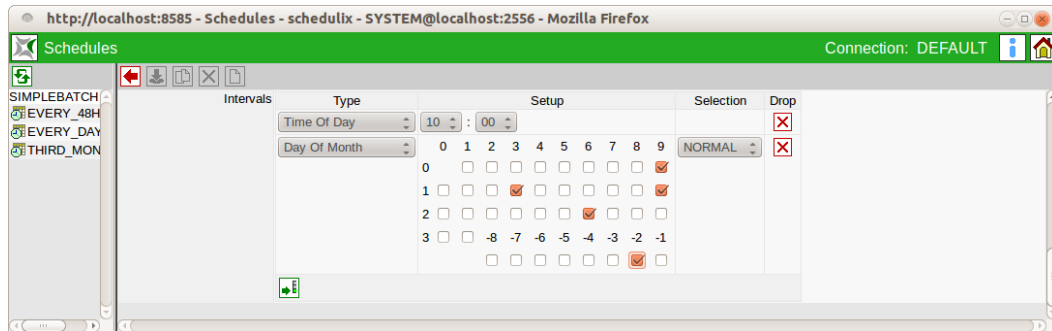 http://localhost:8585 - Schedules - schedulix - SYSTEM@localhost:2556 - Mozilla Firefox
Schedules Connection: DEFAULT
SIMPLEBATCH
EVERY_48H
EVERY_DAY
THIRD_MON
Intervals Type Setup Selection Drop
Time Of Day 10 : 00
Day Of Month 0 1 2 3 4 5 6 7 8 9 NORMAL
0
1
2
3 -8 -7 -6 -5 -4 -3 -2 -1